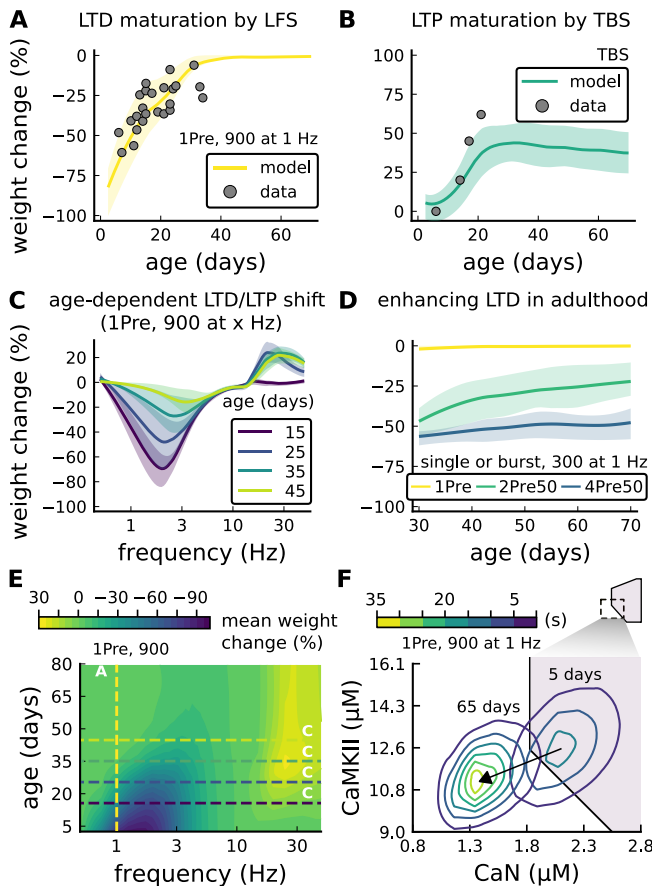 A LTD maturation by LFS
weight change (%)
0
−25
−50
−75
−100
1Pre, 900 at 1 Hz
model
data
0 20 40 60
age (days)
B LTP maturation by TBS
TBS
model
data
100
75
50
25
0
0 20 40 60
age (days)
C age-dependent LTD/LTP shift
(1Pre, 900 at x Hz)
weight change (%)
20
0
−20
−40
−60
−80
−100
age (days)
15
25
35
45
1 3 10 30
frequency (Hz)
D enhancing LTD in adulthood
0
−25
−50
−75
−100
single or burst, 300 at 1 Hz
1Pre 2Pre50 4Pre50
30 40 50 60 70
age (days)
E
30 0 −30 −60 −90
mean weight
change (%)
1Pre, 900
age (days)
80
65
50
35
20
5
A
C
C
C
C
1 3 10 30
frequency (Hz)
F
35 25 15 5
(s)
1Pre, 900 at 1 Hz
CaMKII (μM)
16.1
14.3
12.6
10.8
9.0
65 days
5 days
0.8 1.3 1.8 2.3 2.8
CaN (μM)